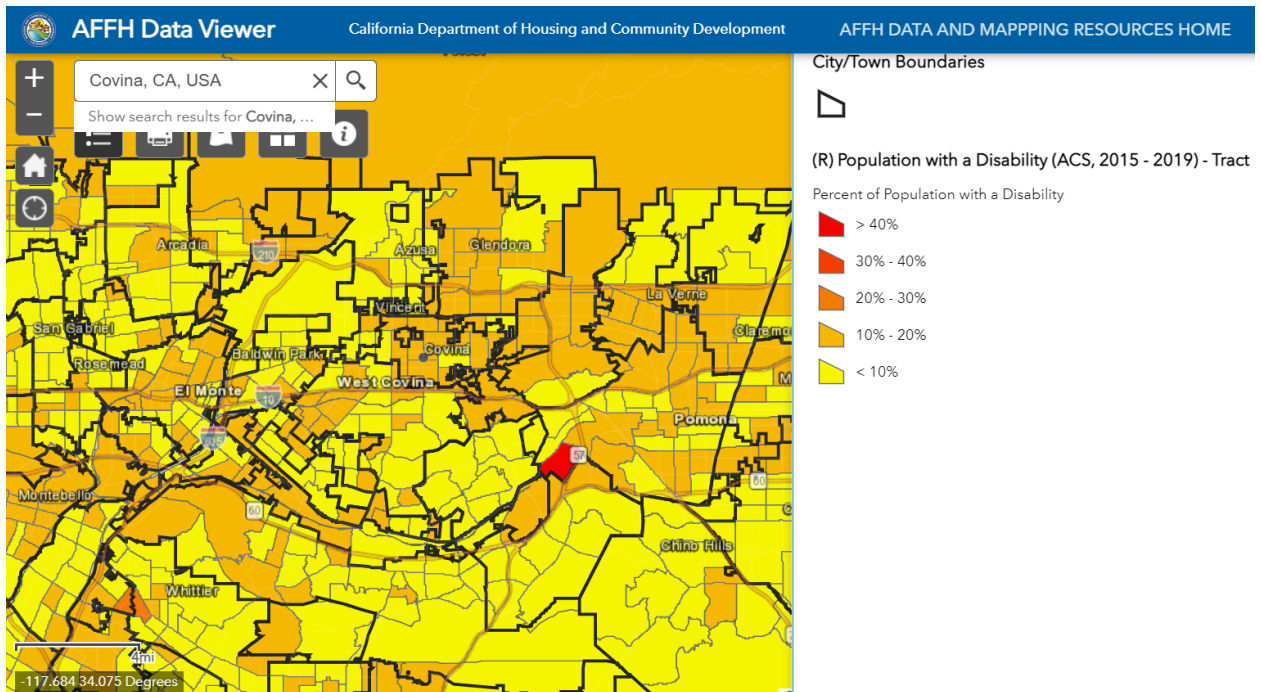 AFFH Data Viewer
California Department of Housing and Community Development
AFFH DATA AND MAPPPING RESOURCES HOME
+
Covina, CA, USA
−
Show search results for Covina, ...
City/Town Boundaries
(R) Population with a Disability (ACS, 2015 - 2019) - Tract
Percent of Population with a Disability
> 40%
30% - 40%
20% - 30%
10% - 20%
< 10%
Arcadia
210
Azusa
Glendora
La Verne
Vincent
San Gabriel
Claremo
Baldwin Park
Covina
Rosemead
El Monte
10
West Covina
M
605
Pomona
57
Montebello
60
60
Chino Hills
Whittier
4mi
-117.684 34.075 Degrees